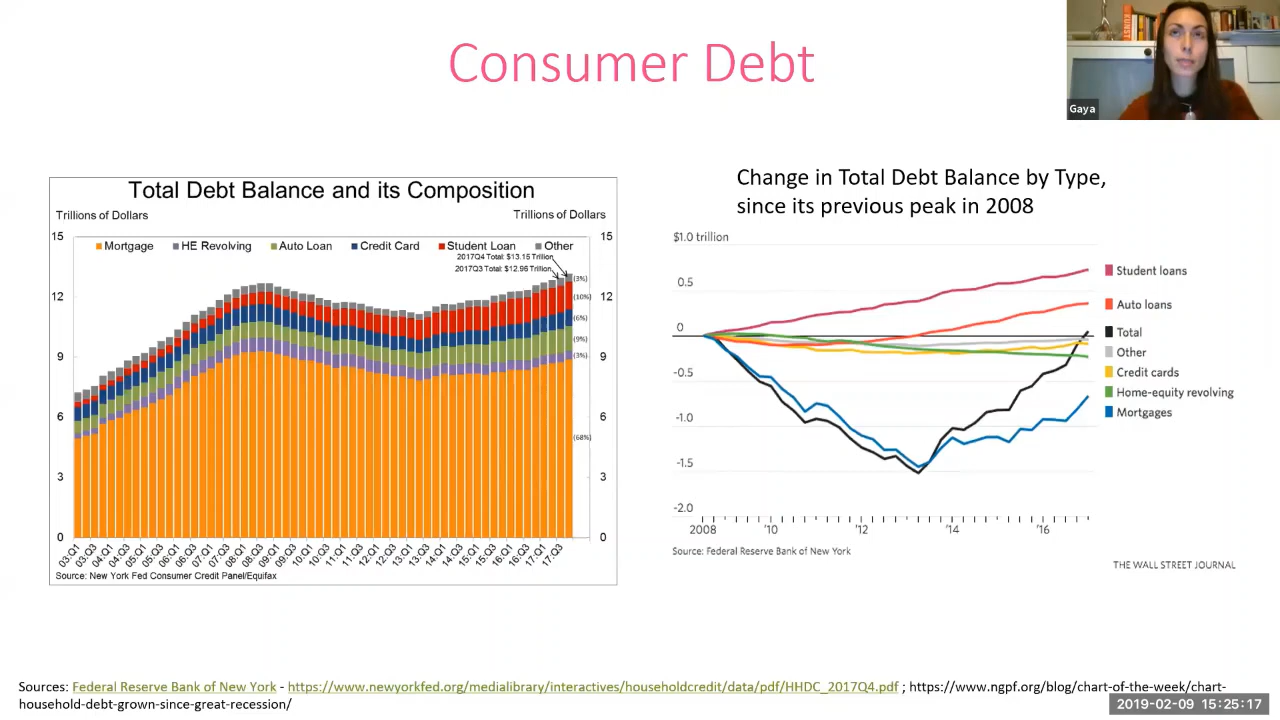 Consumer Debt
Gaya
Total Debt Balance and its Composition
Trillions of Dollars
Trillions of Dollars
15
15
Mortgage
HE Revolving
Auto Loan
Credit Card
Student Loan
Other
2017Q4 Total: $13.15 Trillion
2017Q3 Total: $12.96 Trillion
(3%)
12
(10%)
12
(6%)
(9%)
9
(3%)
9
6
6
(68%)
3
3
0
0
03:Q1
03:Q3
04:Q1
04:Q3
05:Q1
05:Q3
06:Q1
06:Q3
07:Q1
07:Q3
08:Q1
08:Q3
09:Q1
09:Q3
10:Q1
10:Q3
11:Q1
11:Q3
12:Q1
12:Q3
13:Q1
13:Q3
14:Q1
14:Q3
15:Q1
15:Q3
16:Q1
16:Q3
17:Q1
17:Q3
Source: New York Fed Consumer Credit Panel/Equifax
Change in Total Debt Balance by Type,
since its previous peak in 2008
$1.0 trillion
0.5
0
-0.5
-1.0
-1.5
-2.0
2008
'10
'12
'14
'16
Student loans
Auto loans
Total
Other
Credit cards
Home-equity revolving
Mortgages
Source: Federal Reserve Bank of New York
THE WALL STREET JOURNAL
Sources: Federal Reserve Bank of New York - https://www.newyorkfed.org/medialibrary/interactives/householdcredit/data/pdf/HHDC_2017Q4.pdf ; https://www.ngpf.org/blog/chart-of-the-week/chart-
household-debt-grown-since-great-recession/
2019-02-09 15:25:17